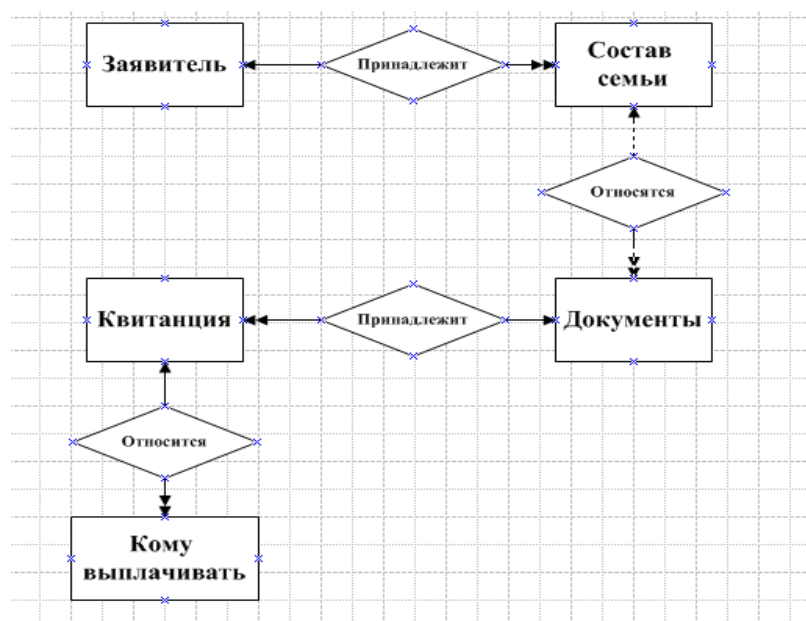 Заявитель
Принадлежит
Состав
семьи
Относятся
Квитанция
Принадлежит
Документы
Относится
Кому
выплачивать